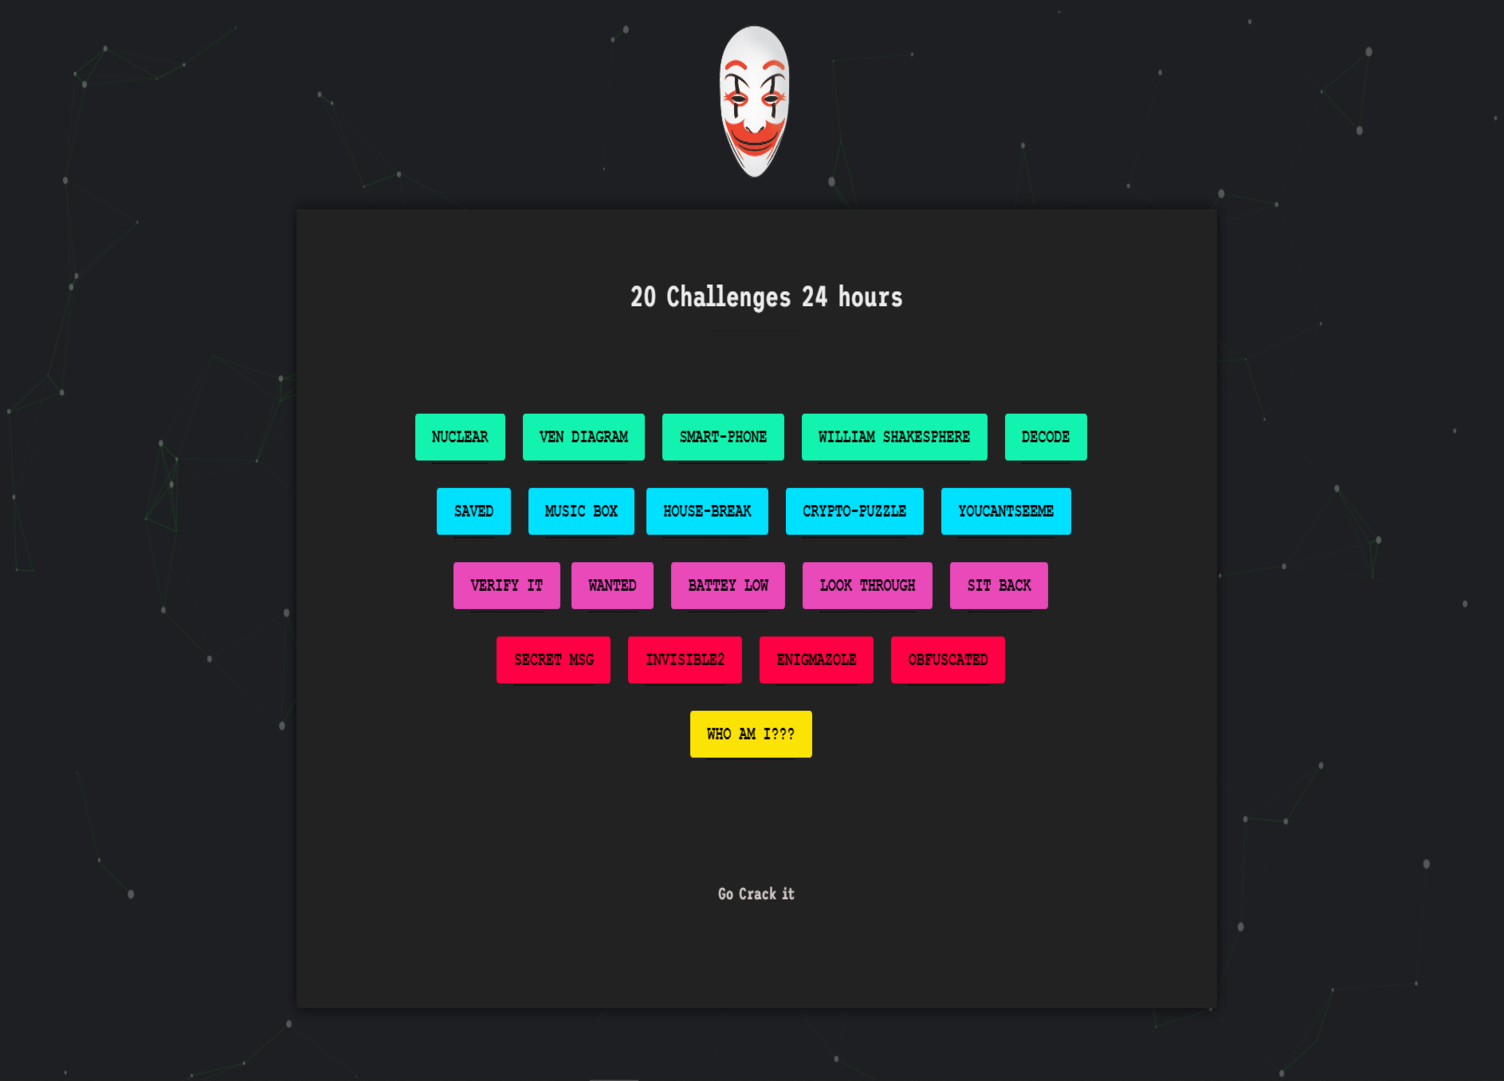 20 Challenges 24 hours
NUCLEAR VEN DIAGRAM SMART-PHONE WILLIAM SHAKESPHERE DECODE
SAVED MUSIC BOX HOUSE-BREAK CRYPTO-PUZZLE YOUCANTSEEME
VERIFY IT WANTED BATTEY LOW LOOK THROUGH SIT BACK
SECRET MSG INVISIBLE2 ENIGMAZOLE OBFUSCATED
WHO AM I???
Go Crack it